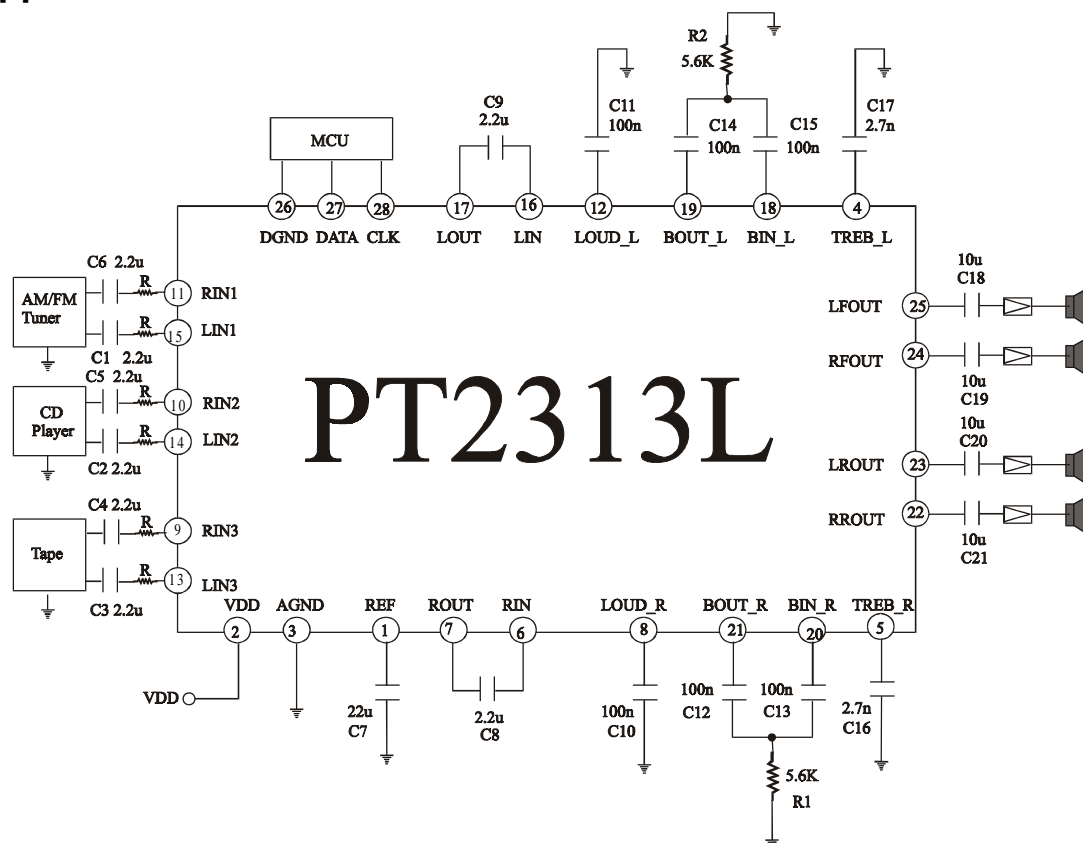 R2
5.6K
C9
2.2u
C11
100n
C14
100n
C15
100n
C17
2.7n
MCU
26
27
28
17
16
12
19
18
4
DGND DATA CLK
LOUT
LIN
LOUD_L
BOUT_L
BIN_L
TREB_L
C6 2.2u
R
11
RIN1
AM/FM
Tuner
R
15
LIN1
C1 2.2u
C5 2.2u
R
10
RIN2
CD
Player
R
14
LIN2
C2 2.2u
C4 2.2u
R
9
RIN3
Tape
R
13
LIN3
C3 2.2u
PT2313L
10u
C18
LFOUT
25
RFOUT
24
10u
C19
10u
C20
LROUT
23
RROUT
22
10u
C21
VDD
AGND
REF
ROUT
RIN
LOUD_R
BOUT_R
BIN_R
TREB_R
2
3
1
7
6
8
21
20
5
VDD
22u
C7
2.2u
C8
100n
C10
100n
C12
100n
C13
2.7n
C16
5.6K
R1